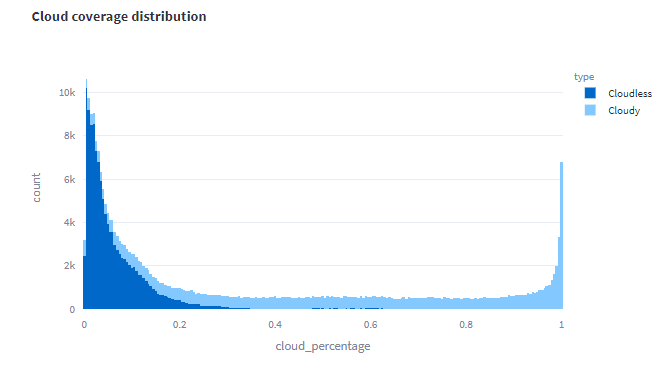 Cloud coverage distribution
type
Cloudless
Cloudy
10k
8k
6k
4k
2k
0
count
0 0.2 0.4 0.6 0.8 1
cloud_percentage